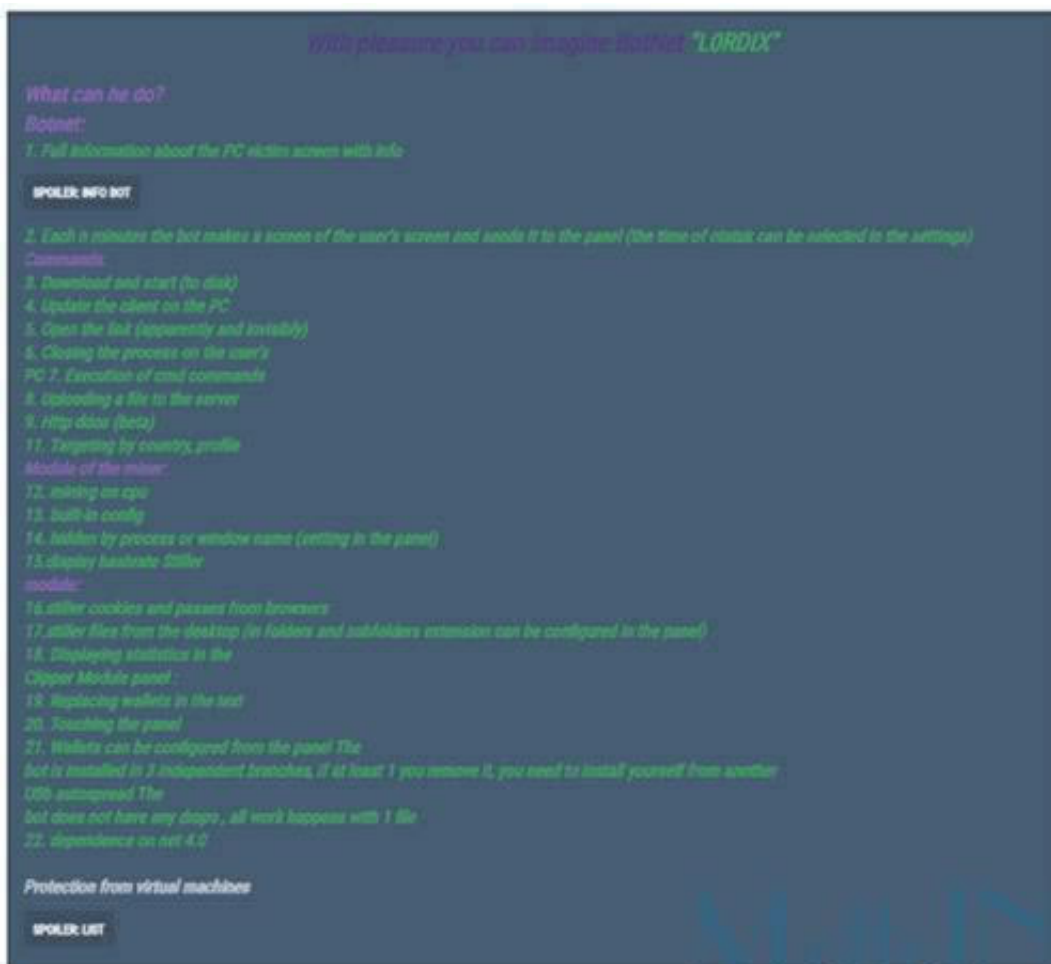 With pleasure you can imagine BotNet "L0RDIX"
What can he do?
Botnet:
1. Full information about the PC victim screen with info
SPOILER: INFO BOT
2. Each n minutes the bot makes a screen of the user's screen and sends it to the panel (the time of status can be selected in the settings)
Commands:
3. Download and start (to disk)
4. Update the client on the PC
5. Open the link (apparently and invisibly)
6. Closing the process on the user's
PC 7. Execution of cmd commands
8. Uploading a file to the server
9. Http ddos (beta)
11. Targeting by country, profile
Module of the miner:
12. mining on cpu
13. built-in config
14. hidden by process or window name (setting in the panel)
15.display hashrate Stiller
module:
16.stiller cookies and passes from browsers
17.stiller files from the desktop (in folders and subfolders extension can be configured in the panel)
18. Displaying statistics in the
Clipper Module panel :
19. Replacing wallets in the text
20. Touching the panel
21. Wallets can be configured from the panel The
bot is installed in 3 independent branches, if at least 1 you remove it, you need to install yourself from another
USB autospread The
bot does not have any drops , all work happens with 1 file
22. dependence on net 4.0
Protection from virtual machines
SPOILER: LIST